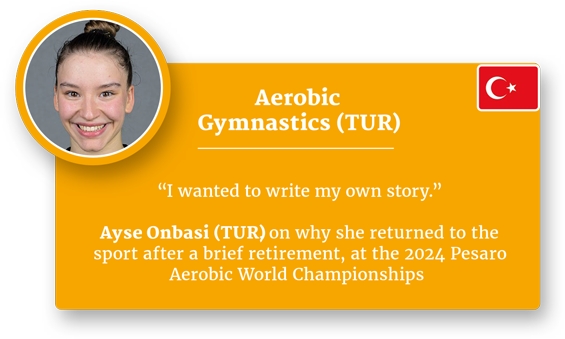 Aerobic
Gymnastics (TUR)
“I wanted to write my own story.”
Ayse Onbasi (TUR) on why she returned to the
sport after a brief retirement, at the 2024 Pesaro
Aerobic World Championships